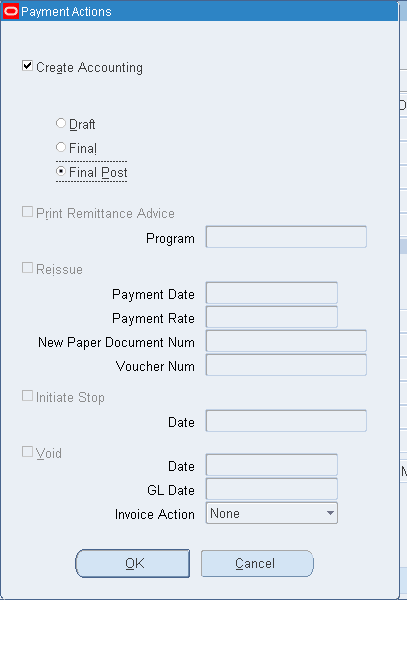 Payment Actions
Create Accounting
Draft
Final
Final Post
Print Remittance Advice
Program
Reissue
Payment Date
Payment Rate
New Paper Document Num
Voucher Num
Initiate Stop
Date
Void
Date
GL Date
Invoice Action None
OK Cancel